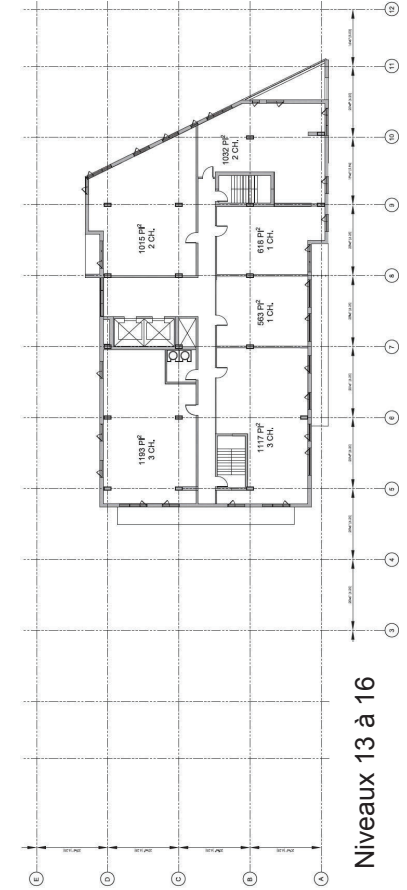 1193 PI²
3 CH.
1015 PI²
2 CH.
1117 PI²
3 CH.
563 PI²
1 CH.
618 PI²
1 CH.
1032 PI²
2 CH.
E
D
C
B
A
3
4
5
6
7
8
9
10
11
12
Niveaux 13 à 16